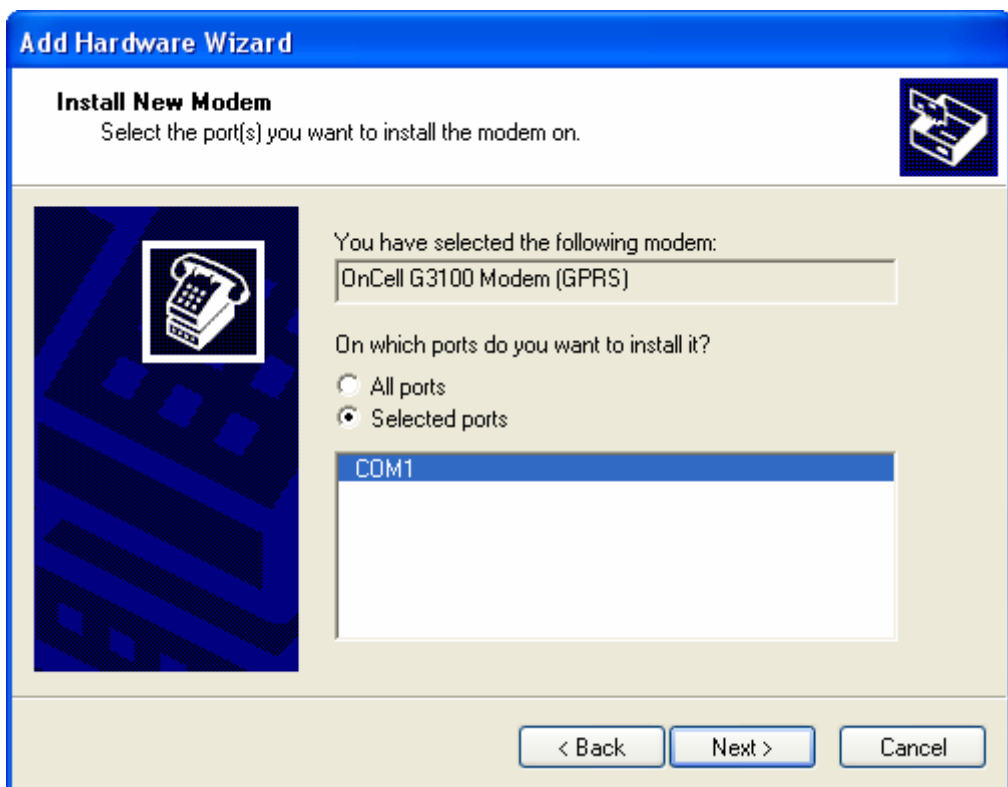 Add Hardware Wizard
Install New Modem
Select the port(s) you want to install the modem on.
You have selected the following modem:
OnCell G3100 Modem (GPRS)
On which ports do you want to install it?
All ports
Selected ports
COM1
< Back Next > Cancel